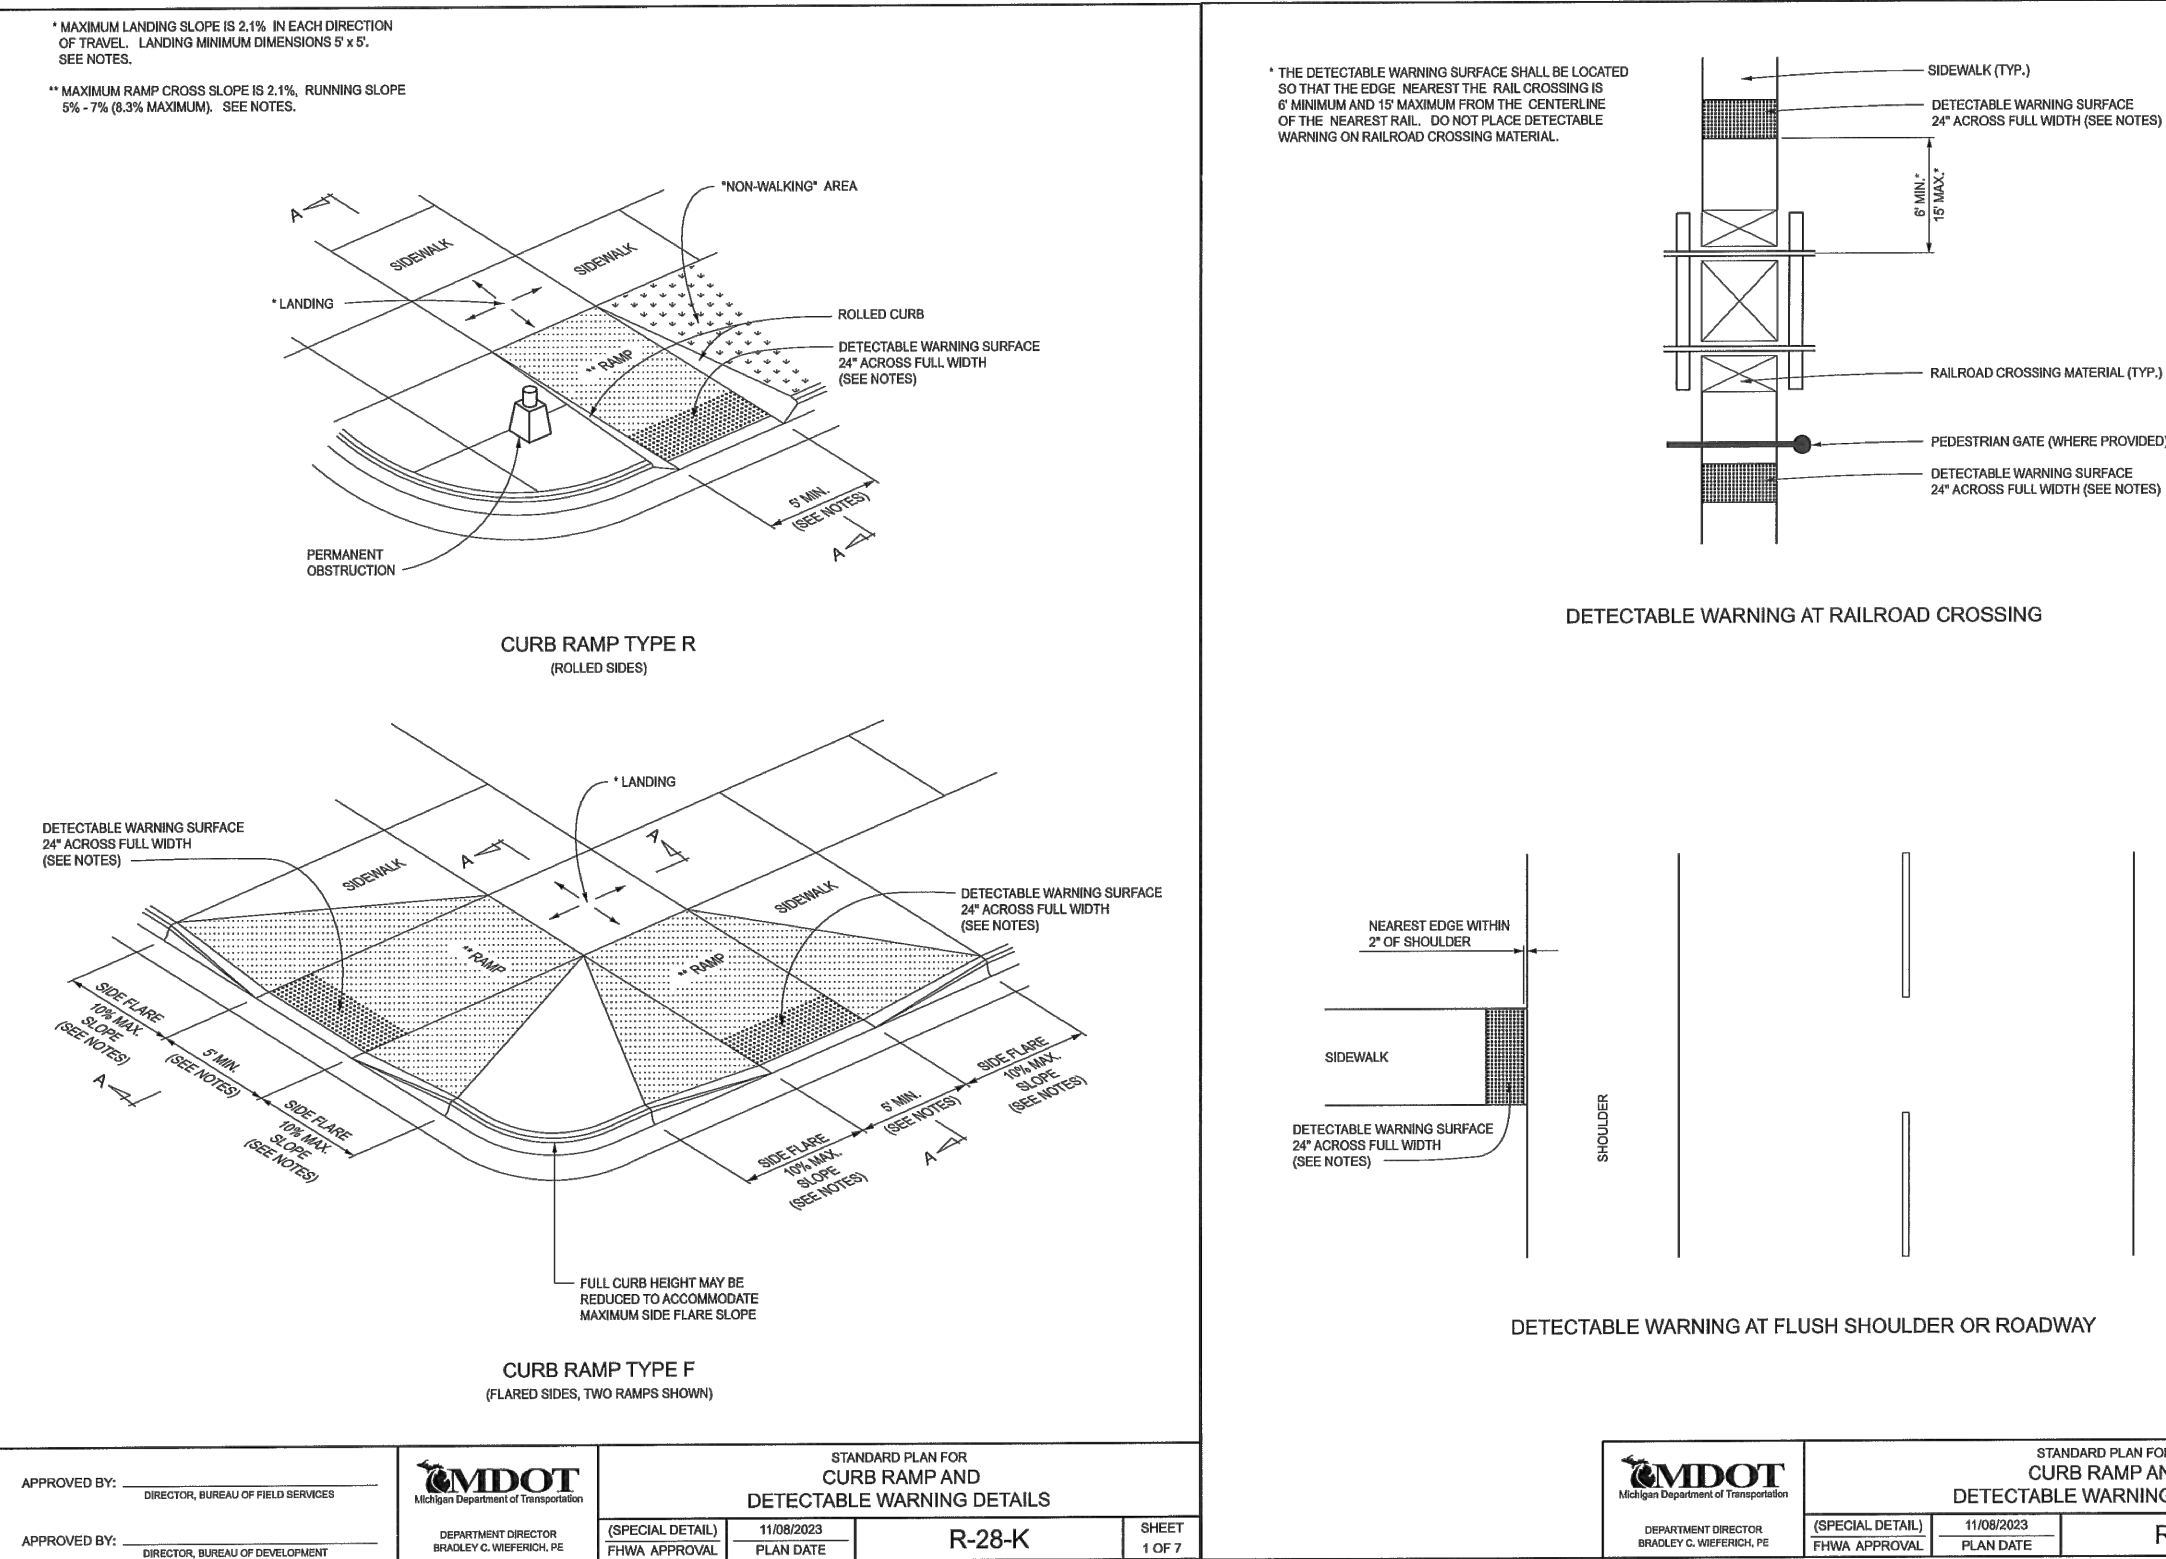 * MAXIMUM LANDING SLOPE IS 2.1% IN EACH DIRECTION
OF TRAVEL. LANDING MINIMUM DIMENSIONS 5' x 5'.
SEE NOTES.
** MAXIMUM RAMP CROSS SLOPE IS 2.1%, RUNNING SLOPE
5% - 7% (8.3% MAXIMUM). SEE NOTES.
"NON-WALKING" AREA
A
SIDEWALK
SIDEWALK
* LANDING
ROLLED CURB
DETECTABLE WARNING SURFACE
24" ACROSS FULL WIDTH
(SEE NOTES)
** RAMP
5' MIN.
(SEE NOTES)
A
PERMANENT
OBSTRUCTION
CURB RAMP TYPE R
(ROLLED SIDES)
* LANDING
DETECTABLE WARNING SURFACE
24" ACROSS FULL WIDTH
(SEE NOTES)
A
A
SIDEWALK
SIDEWALK
DETECTABLE WARNING SURFACE
24" ACROSS FULL WIDTH
(SEE NOTES)
** RAMP
** RAMP
SIDE FLARE
10% MAX.
SLOPE
(SEE NOTES)
5' MIN.
(SEE NOTES)
SIDE FLARE
10% MAX.
SLOPE
(SEE NOTES)
A
SIDE FLARE
10% MAX.
SLOPE
(SEE NOTES)
5' MIN.
(SEE NOTES)
SIDE FLARE
10% MAX.
SLOPE
(SEE NOTES)
A
FULL CURB HEIGHT MAY BE
REDUCED TO ACCOMMODATE
MAXIMUM SIDE FLARE SLOPE
CURB RAMP TYPE F
(FLARED SIDES, TWO RAMPS SHOWN)
APPROVED BY:
DIRECTOR, BUREAU OF FIELD SERVICES
APPROVED BY:
DIRECTOR, BUREAU OF DEVELOPMENT
MDOT
Michigan Department of Transportation
DEPARTMENT DIRECTOR
BRADLEY C. WIEFERICH, PE
STANDARD PLAN FOR
CURB RAMP AND
DETECTABLE WARNING DETAILS
(SPECIAL DETAIL)
FHWA APPROVAL
11/08/2023
PLAN DATE
R-28-K
SHEET
1 OF 7
* THE DETECTABLE WARNING SURFACE SHALL BE LOCATED
SO THAT THE EDGE NEAREST THE RAIL CROSSING IS
6' MINIMUM AND 15' MAXIMUM FROM THE CENTERLINE
OF THE NEAREST RAIL. DO NOT PLACE DETECTABLE
WARNING ON RAILROAD CROSSING MATERIAL.
SIDEWALK (TYP.)
DETECTABLE WARNING SURFACE
24" ACROSS FULL WIDTH (SEE NOTES)
6' MIN.*
15' MAX.*
RAILROAD CROSSING MATERIAL (TYP.)
PEDESTRIAN GATE (WHERE PROVIDED)
DETECTABLE WARNING SURFACE
24" ACROSS FULL WIDTH (SEE NOTES)
DETECTABLE WARNING AT RAILROAD CROSSING
NEAREST EDGE WITHIN
2" OF SHOULDER
SIDEWALK
DETECTABLE WARNING SURFACE
24" ACROSS FULL WIDTH
(SEE NOTES)
SHOULDER
DETECTABLE WARNING AT FLUSH SHOULDER OR ROADWAY
MDOT
Michigan Department of Transportation
DEPARTMENT DIRECTOR
BRADLEY C. WIEFERICH, PE
STANDARD PLAN FOR
CURB RAMP AN
DETECTABLE WARNING
(SPECIAL DETAIL)
FHWA APPROVAL
11/08/2023
PLAN DATE
R